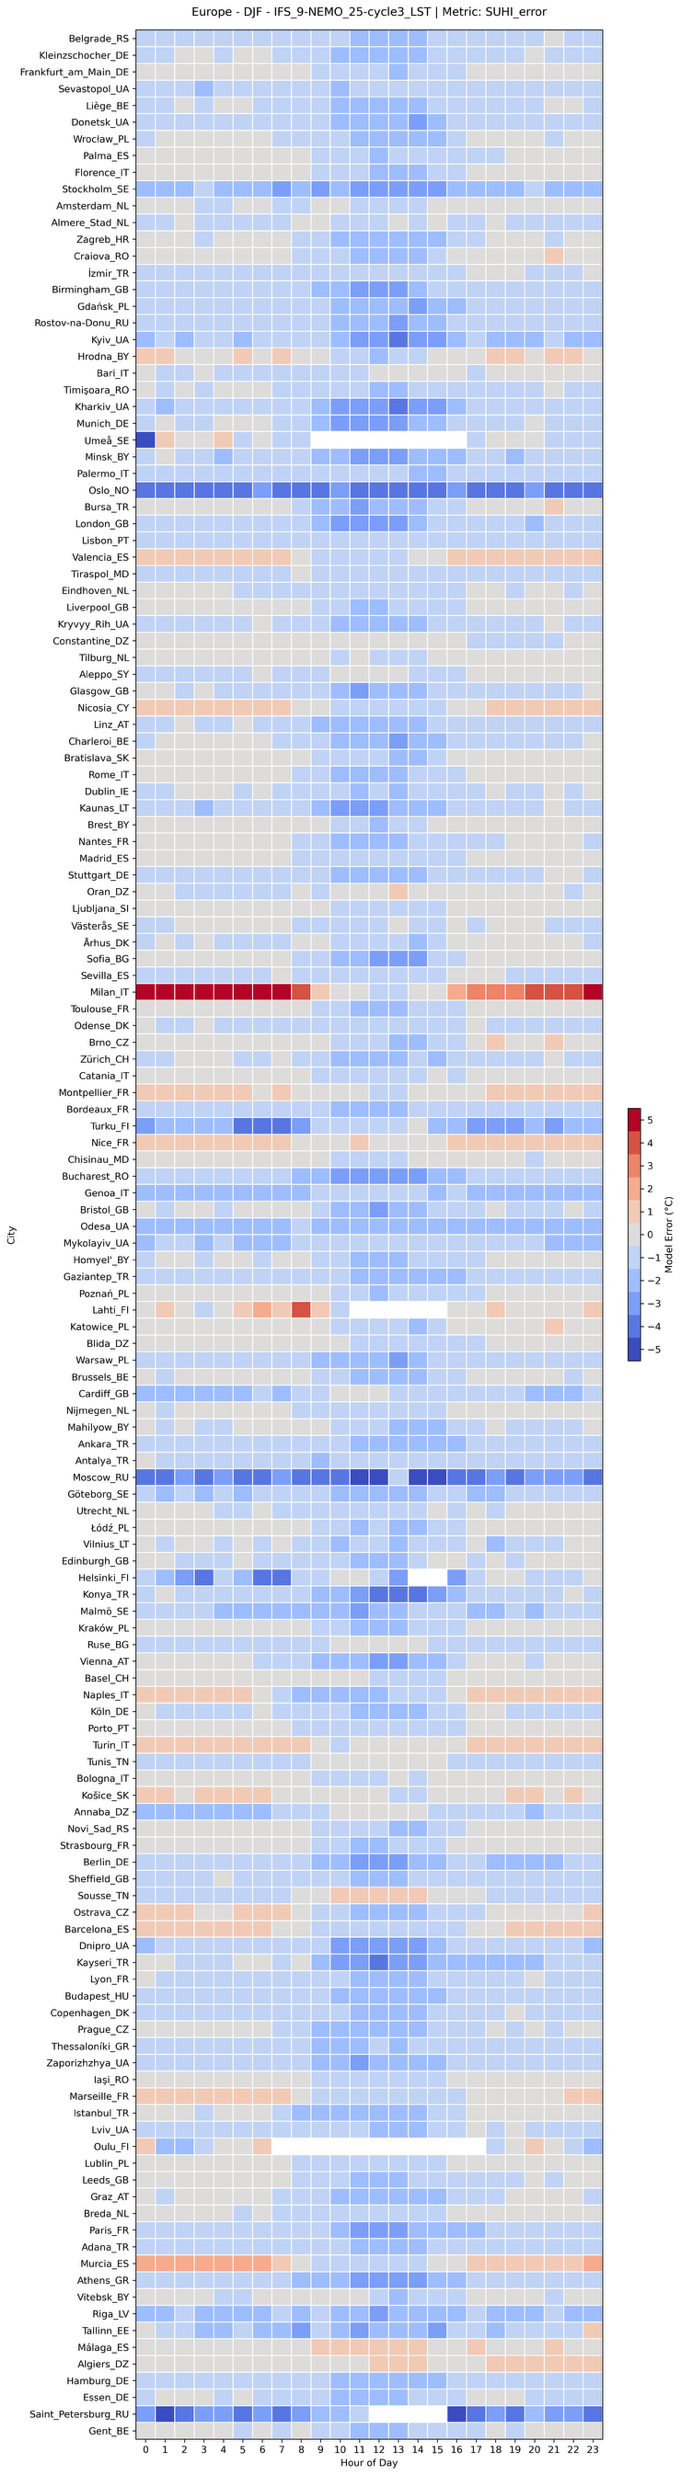 Europe - DJF - IFS_9-NEMO_25-cycle3_LST | Metric: SUHI_error
Belgrade_RS
Kleinzschocher_DE
Frankfurt_am_Main_DE
Sevastopol_UA
Liège_BE
Donetsk_UA
Wrocław_PL
Palma_ES
Florence_IT
Stockholm_SE
Amsterdam_NL
Almere_Stad_NL
Zagreb_HR
Craiova_RO
İzmir_TR
Birmingham_GB
Gdańsk_PL
Rostov-na-Donu_RU
Kyiv_UA
Hrodna_BY
Bari_IT
Timişoara_RO
Kharkiv_UA
Munich_DE
Umeå_SE
Minsk_BY
Palermo_IT
Oslo_NO
Bursa_TR
London_GB
Lisbon_PT
Valencia_ES
Tiraspol_MD
Eindhoven_NL
Liverpool_GB
Kryvyy_Rih_UA
Constantine_DZ
Tilburg_NL
Aleppo_SY
Glasgow_GB
Nicosia_CY
Linz_AT
Charleroi_BE
Bratislava_SK
Rome_IT
Dublin_IE
Kaunas_LT
Brest_BY
Nantes_FR
Madrid_ES
Stuttgart_DE
Oran_DZ
Ljubljana_SI
Västerås_SE
Århus_DK
Sofia_BG
Sevilla_ES
Milan_IT
Toulouse_FR
Odense_DK
Brno_CZ
Zürich_CH
Catania_IT
Montpellier_FR
Bordeaux_FR
Turku_FI
Nice_FR
Chisinau_MD
Bucharest_RO
Genoa_IT
Bristol_GB
Odesa_UA
Mykolayiv_UA
Homyel'_BY
Gaziantep_TR
Poznań_PL
Lahti_FI
Katowice_PL
Blida_DZ
Warsaw_PL
Brussels_BE
Cardiff_GB
Nijmegen_NL
Mahilyow_BY
Ankara_TR
Antalya_TR
Moscow_RU
Göteborg_SE
Utrecht_NL
Łódź_PL
Vilnius_LT
Edinburgh_GB
Helsinki_FI
Konya_TR
Malmö_SE
Kraków_PL
Ruse_BG
Vienna_AT
Basel_CH
Naples_IT
Köln_DE
Porto_PT
Turin_IT
Tunis_TN
Bologna_IT
Košice_SK
Annaba_DZ
Novi_Sad_RS
Strasbourg_FR
Berlin_DE
Sheffield_GB
Sousse_TN
Ostrava_CZ
Barcelona_ES
Dnipro_UA
Kayseri_TR
Lyon_FR
Budapest_HU
Copenhagen_DK
Prague_CZ
Thessaloníki_GR
Zaporizhzhya_UA
Iaşi_RO
Marseille_FR
Istanbul_TR
Lviv_UA
Oulu_FI
Lublin_PL
Leeds_GB
Graz_AT
Breda_NL
Paris_FR
Adana_TR
Murcia_ES
Athens_GR
Vitebsk_BY
Riga_LV
Tallinn_EE
Málaga_ES
Algiers_DZ
Hamburg_DE
Essen_DE
Saint_Petersburg_RU
Gent_BE
City
0 1 2 3 4 5 6 7 8 9 10 11 12 13 14 15 16 17 18 19 20 21 22 23
Hour of Day
5
4
3
2
1
0
−1
−2
−3
−4
−5
Model Error (°C)